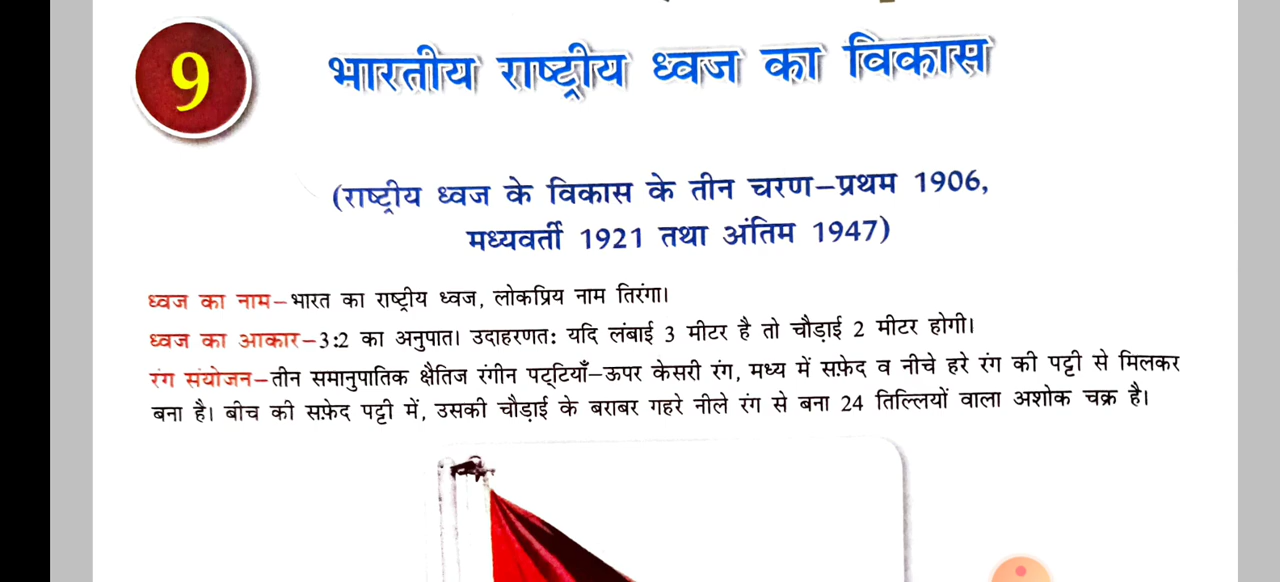 9
भारतीय राष्ट्रीय ध्वज का विकास
(राष्ट्रीय ध्वज के विकास के तीन चरण–प्रथम 1906,
मध्यवर्ती 1921 तथा अंतिम 1947)
ध्वज का नाम–भारत का राष्ट्रीय ध्वज, लोकप्रिय नाम तिरंगा।
ध्वज का आकार–3:2 का अनुपात। उदाहरणतः यदि लंबाई 3 मीटर है तो चौड़ाई 2 मीटर होगी।
रंग संयोजन–तीन समानुपातिक क्षैतिज रंगीन पट्टियाँ–ऊपर केसरी रंग, मध्य में सफ़ेद व नीचे हरे रंग की पट्टी से मिलकर
बना है। बीच की सफ़ेद पट्टी में, उसकी चौड़ाई के बराबर गहरे नीले रंग से बना 24 तिल्लियों वाला अशोक चक्र है।